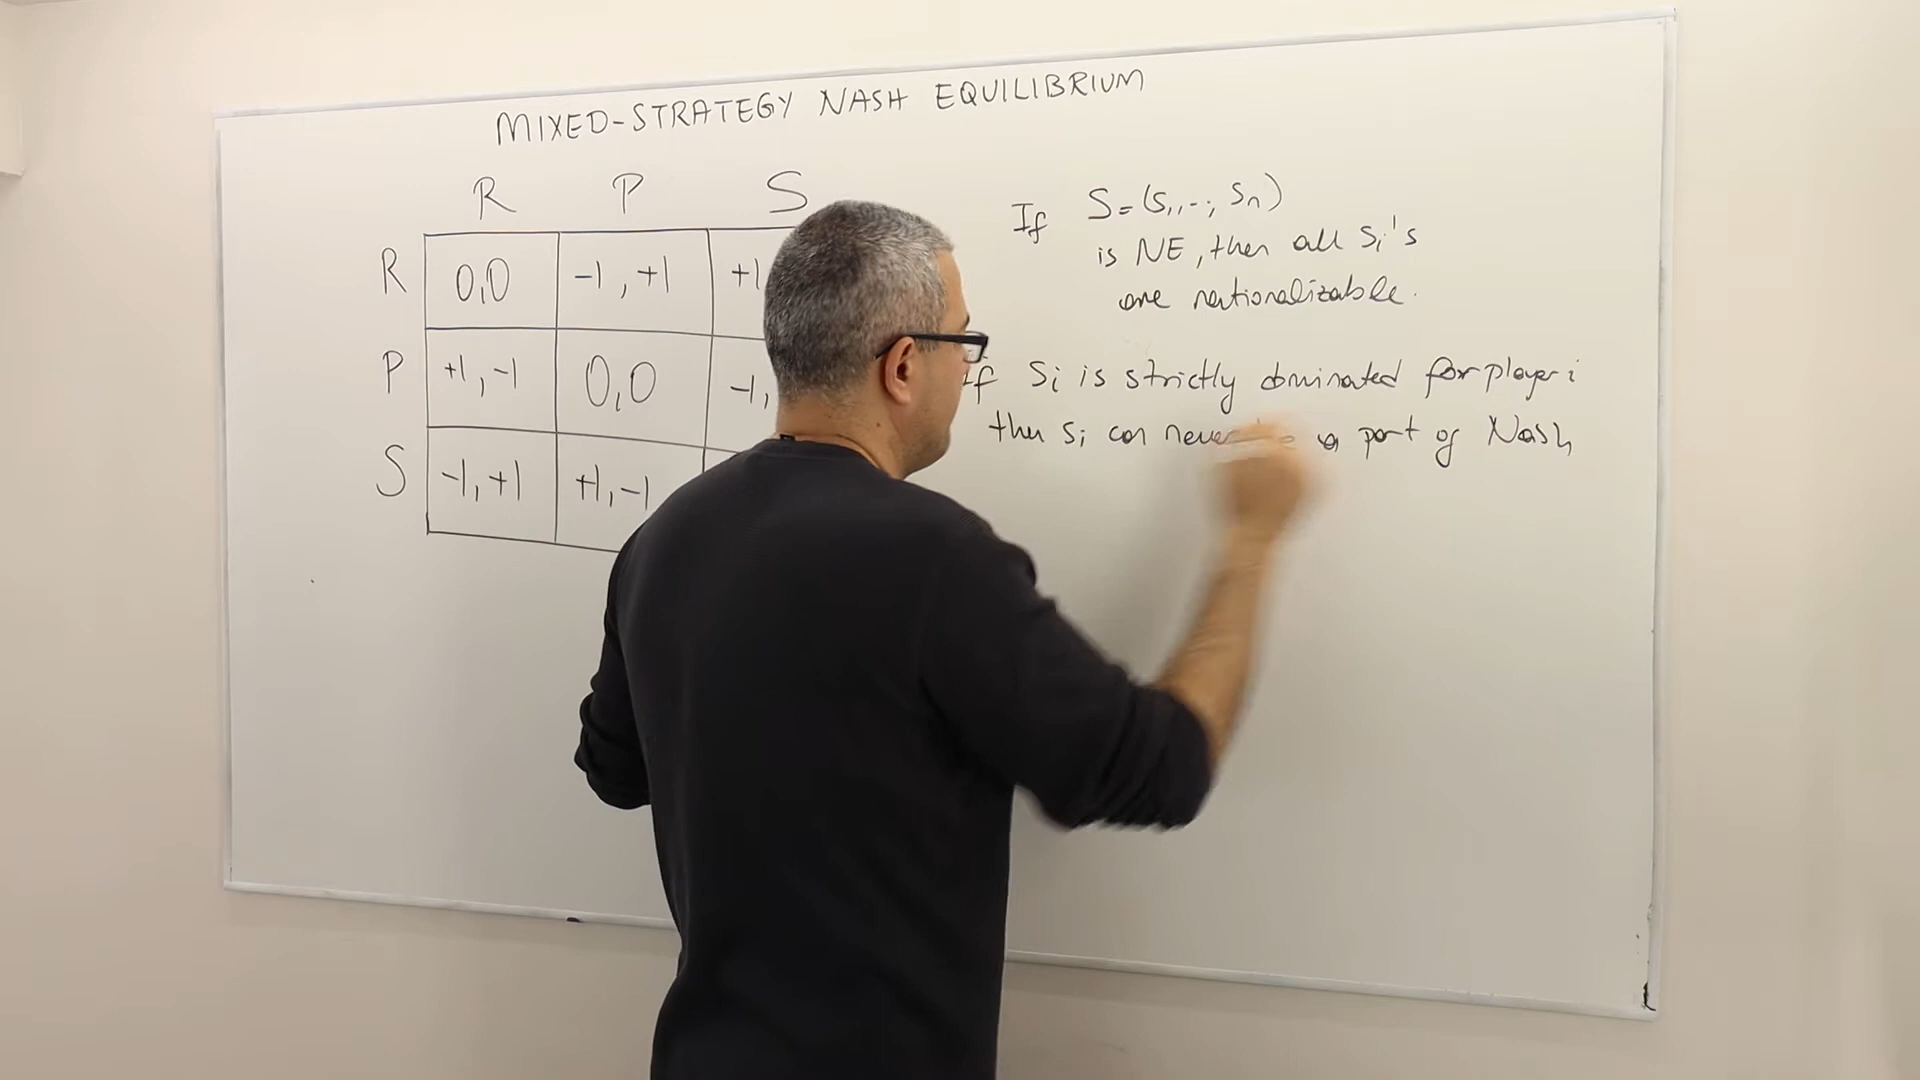 MIXED-STRATEGY NASH EQUILIBRIUM
R P S
R 0,0 -1, +1 +1
P +1, -1 0,0 -1,
S -1, +1 +1, -1
If S=(s1, .., sn)
is NE, then all si's
are rationalizable.
If Si is strictly dominated for player i
then si can never a part of Nash